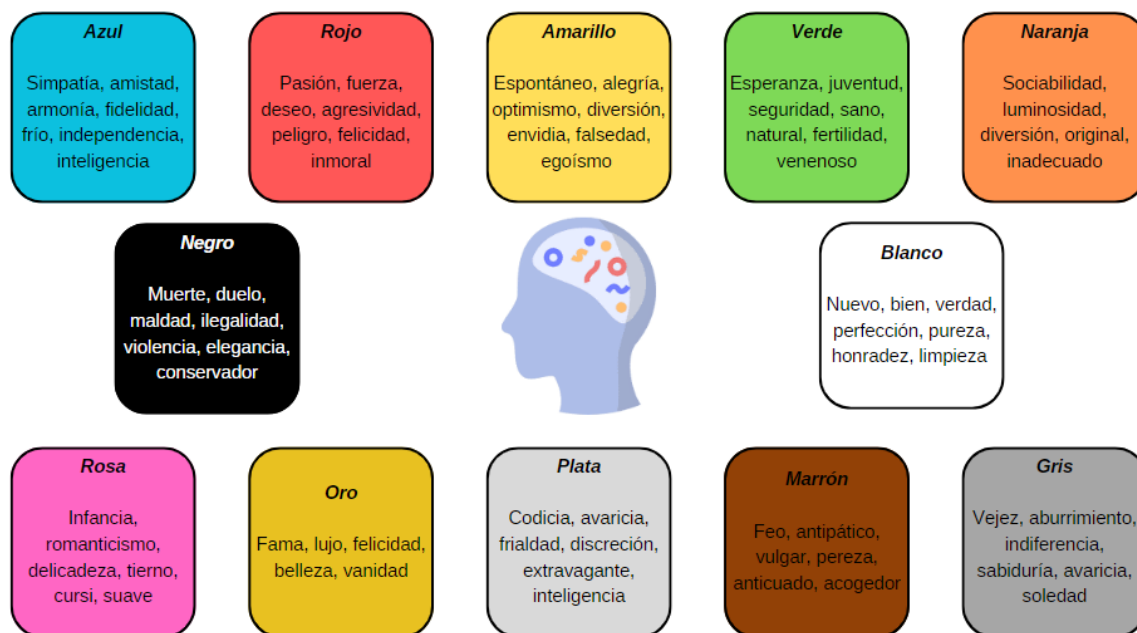 Azul
Simpatía, amistad,
armonía, fidelidad,
frío, independencia,
inteligencia
Rojo
Pasión, fuerza,
deseo, agresividad,
peligro, felicidad,
inmoral
Amarillo
Espontáneo, alegría,
optimismo, diversión,
envidia, falsedad,
egoísmo
Verde
Esperanza, juventud,
seguridad, sano,
natural, fertilidad,
venenoso
Naranja
Sociabilidad,
luminosidad,
diversión, original,
inadecuado
Negro
Muerte, duelo,
maldad, ilegalidad,
violencia, elegancia,
conservador
Blanco
Nuevo, bien, verdad,
perfección, pureza,
honradez, limpieza
Rosa
Infancia,
romanticismo,
delicadeza, tierno,
cursi, suave
Oro
Fama, lujo, felicidad,
belleza, vanidad
Plata
Codicia, avaricia,
frialdad, discreción,
extravagante,
inteligencia
Marrón
Feo, antipático,
vulgar, pereza,
anticuado, acogedor
Gris
Vejez, aburrimiento,
indiferencia,
sabiduría, avaricia,
soledad